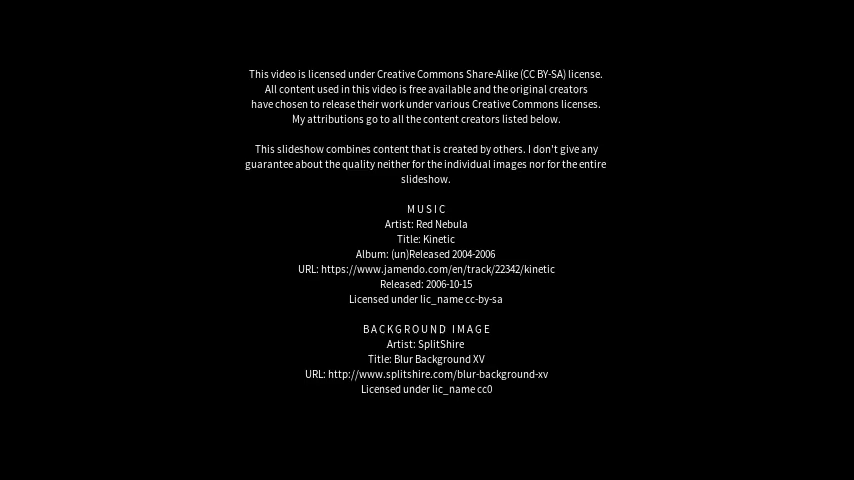 This video is licensed under Creative Commons Share-Alike (CC BY-SA) license.
All content used in this video is free available and the original creators
have chosen to release their work under various Creative Commons licenses.
My attributions go to all the content creators listed below.
This slideshow combines content that is created by others. I don't give any
guarantee about the quality neither for the individual images nor for the entire
slideshow.
MUSIC
Artist: Red Nebula
Title: Kinetic
Album: (un)Released 2004-2006
URL: https://www.jamendo.com/en/track/22342/kinetic
Released: 2006-10-15
Licensed under lic_name cc-by-sa
BACKGROUND IMAGE
Artist: SplitShire
Title: Blur Background XV
URL: http://www.splitshire.com/blur-background-xv
Licensed under lic_name cc0